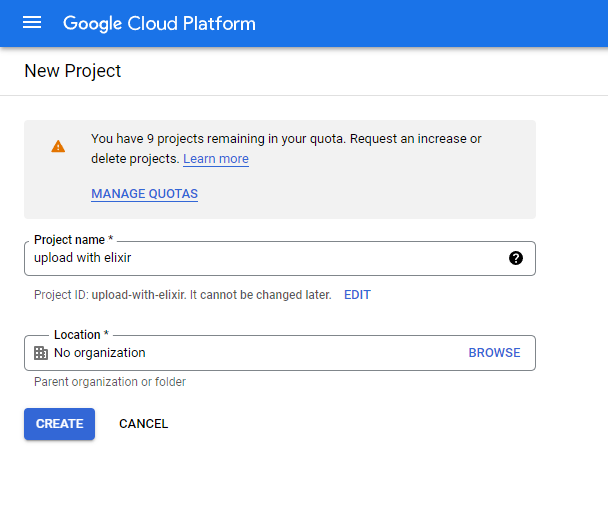 Google Cloud Platform
New Project
You have 9 projects remaining in your quota. Request an increase or
delete projects. Learn more
MANAGE QUOTAS
Project name *
upload with elixir
Project ID: upload-with-elixir. It cannot be changed later. EDIT
Location *
No organization BROWSE
Parent organization or folder
CREATE CANCEL